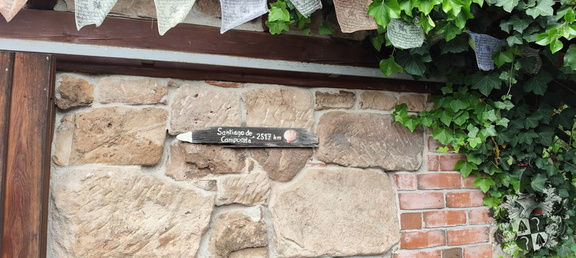 Santiago de
Compostela - 2517 km